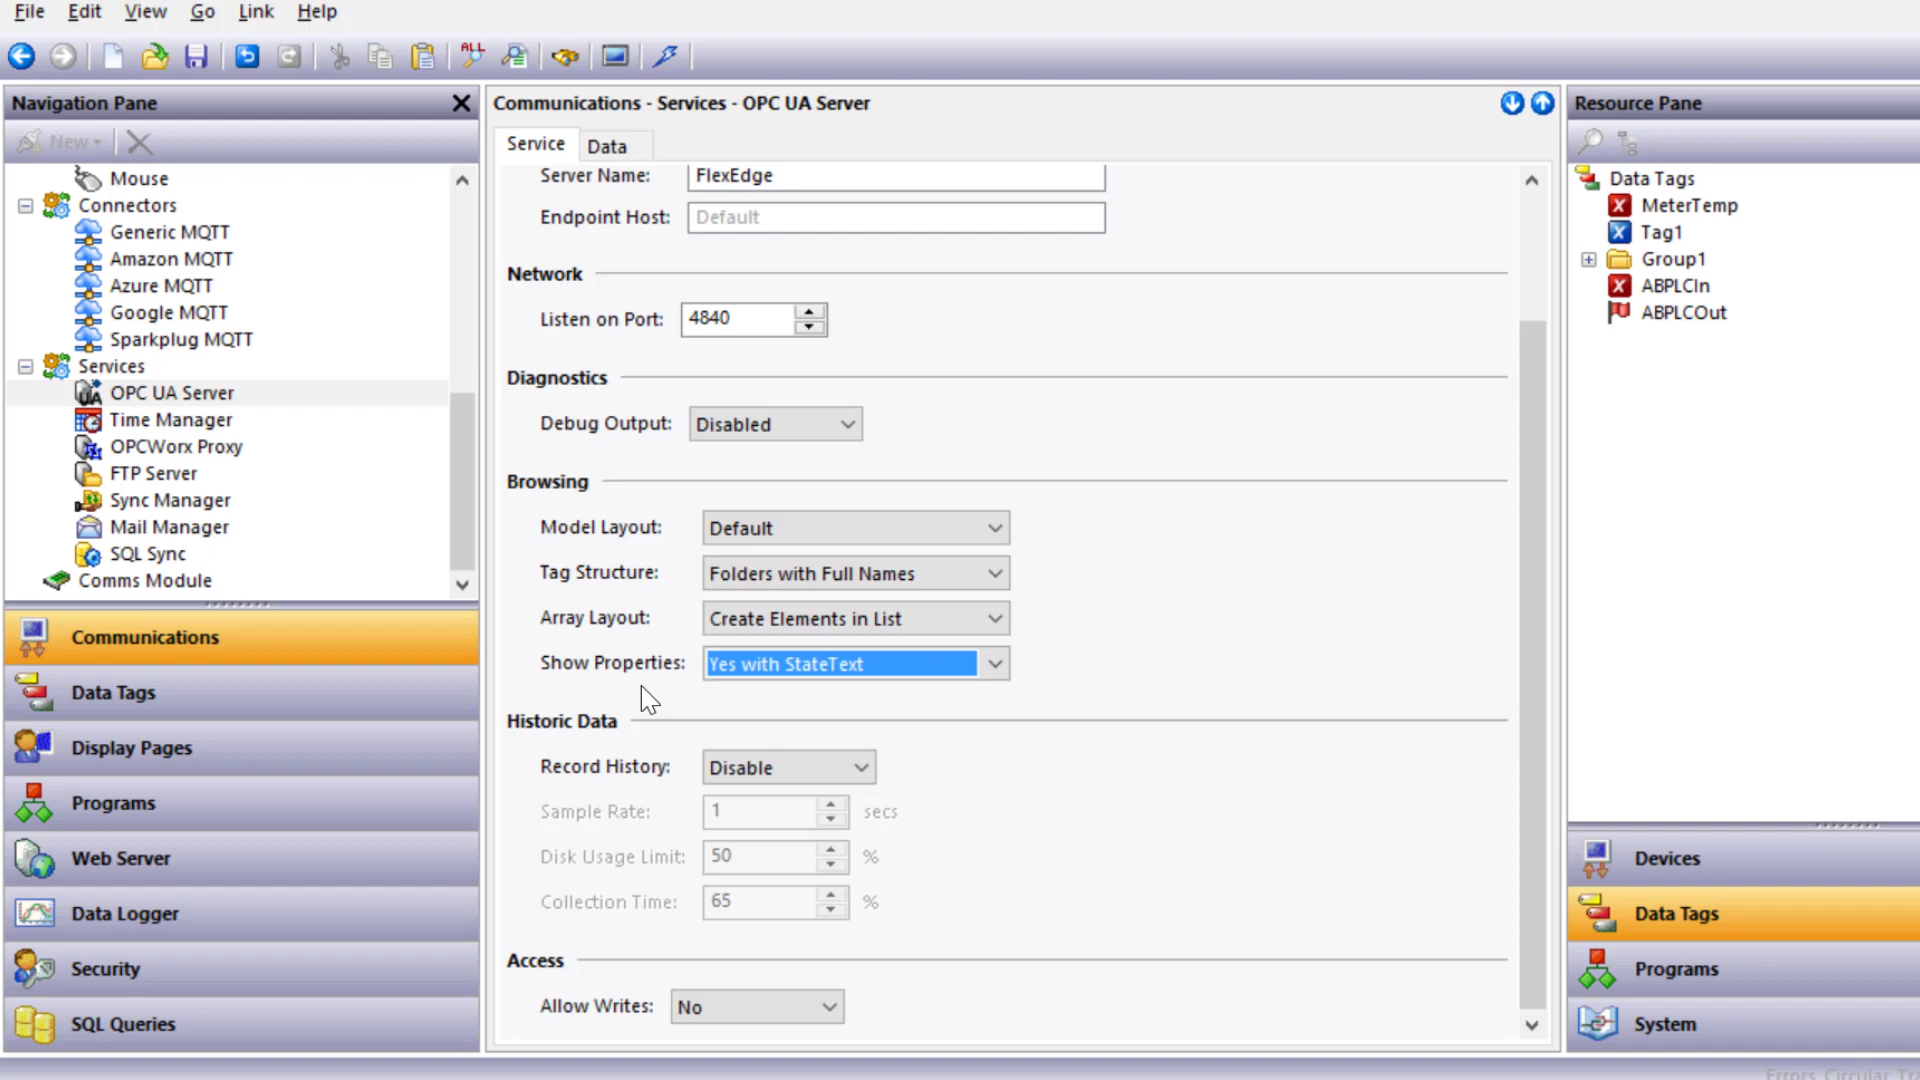 File Edit View Go Link Help
ALL
Navigation Pane
New
Mouse
Connectors
Generic MQTT
Amazon MQTT
Azure MQTT
Google MQTT
Sparkplug MQTT
Services
OPC UA Server
Time Manager
OPCWorx Proxy
FTP Server
Sync Manager
Mail Manager
SQL Sync
Comms Module
Communications
Data Tags
Display Pages
Programs
Web Server
Data Logger
Security
SQL Queries
Communications - Services - OPC UA Server
Service Data
Server Name: FlexEdge
Endpoint Host: Default
Network
Listen on Port: 4840
Diagnostics
Debug Output: Disabled
Browsing
Model Layout: Default
Tag Structure: Folders with Full Names
Array Layout: Create Elements in List
Show Properties: Yes with StateText
Historic Data
Record History: Disable
Sample Rate: 1 secs
Disk Usage Limit: 50 %
Collection Time: 65 %
Access
Allow Writes: No
Resource Pane
Data Tags
MeterTemp
Tag1
Group1
ABPLCIn
ABPLCOut
Devices
Data Tags
Programs
System